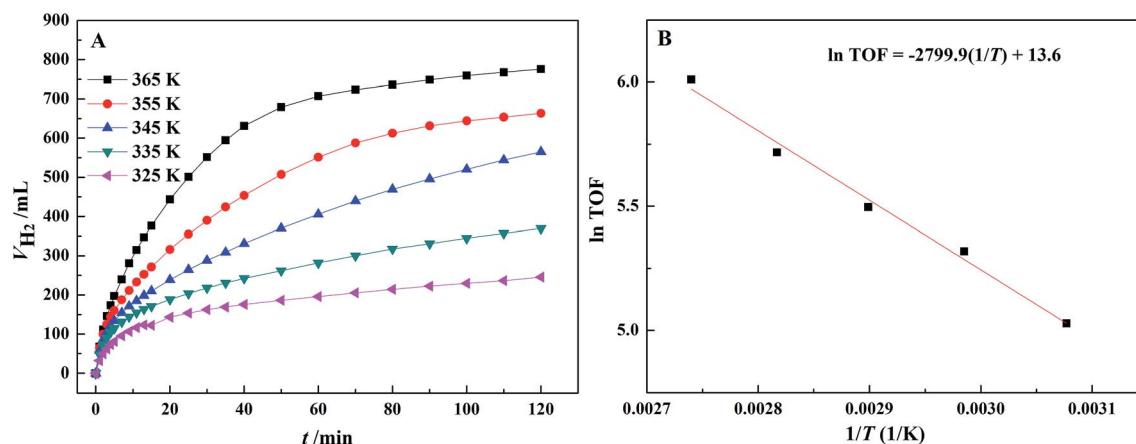 A
900
800
700
600
500
400
300
200
100
0
V_H₂ /mL
365 K
355 K
345 K
335 K
325 K
0 20 40 60 80 100 120
t /min
B
ln TOF = -2799.9(1/T) + 13.6
6.0
5.5
5.0
ln TOF
0.0027 0.0028 0.0029 0.0030 0.0031
1/T (1/K)